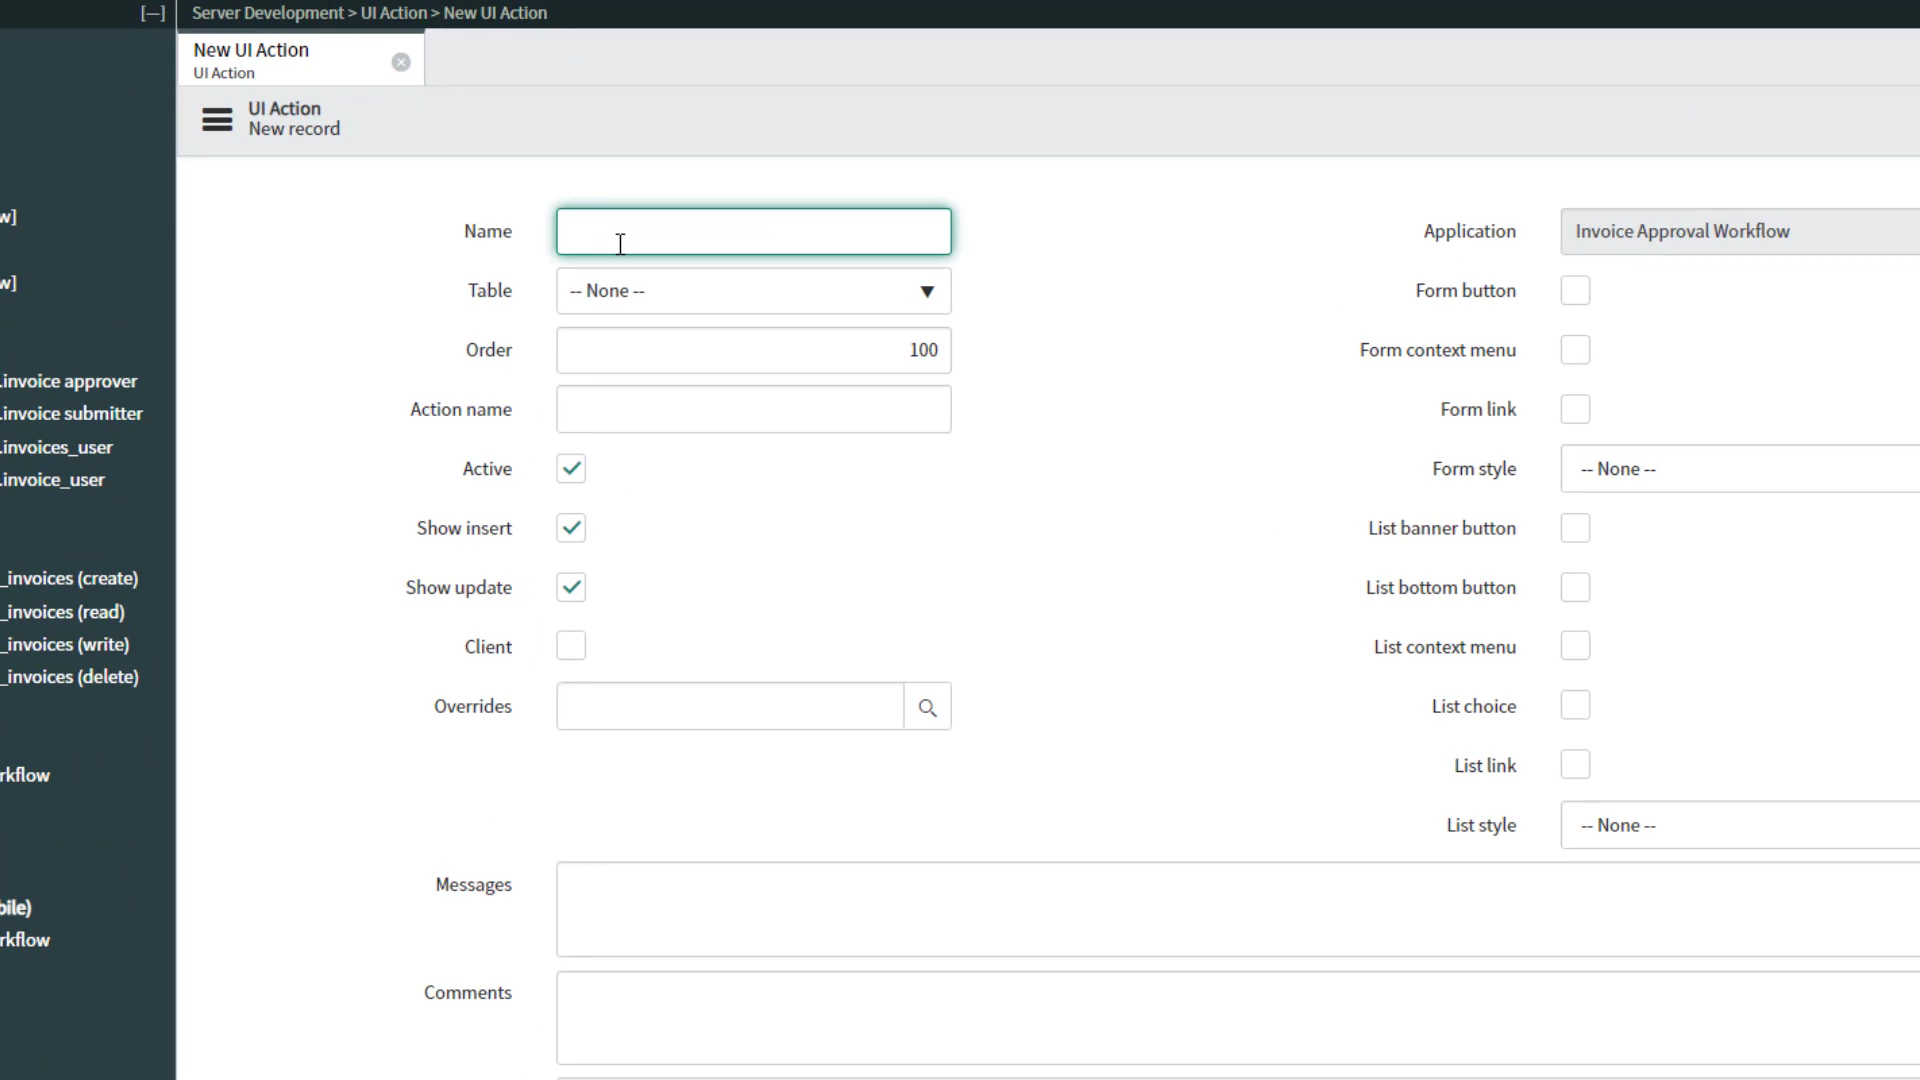 [—]
Server Development > UI Action > New UI Action
New UI Action
UI Action
UI Action
New record
w]
w]
.invoice approver
.invoice submitter
.invoices_user
.invoice_user
_invoices (create)
_invoices (read)
_invoices (write)
_invoices (delete)
rkflow
bile)
rkflow
Name
Table
-- None --
Order
100
Action name
Active
Show insert
Show update
Client
Overrides
Application
Invoice Approval Workflow
Form button
Form context menu
Form link
Form style
-- None --
List banner button
List bottom button
List context menu
List choice
List link
List style
-- None --
Messages
Comments